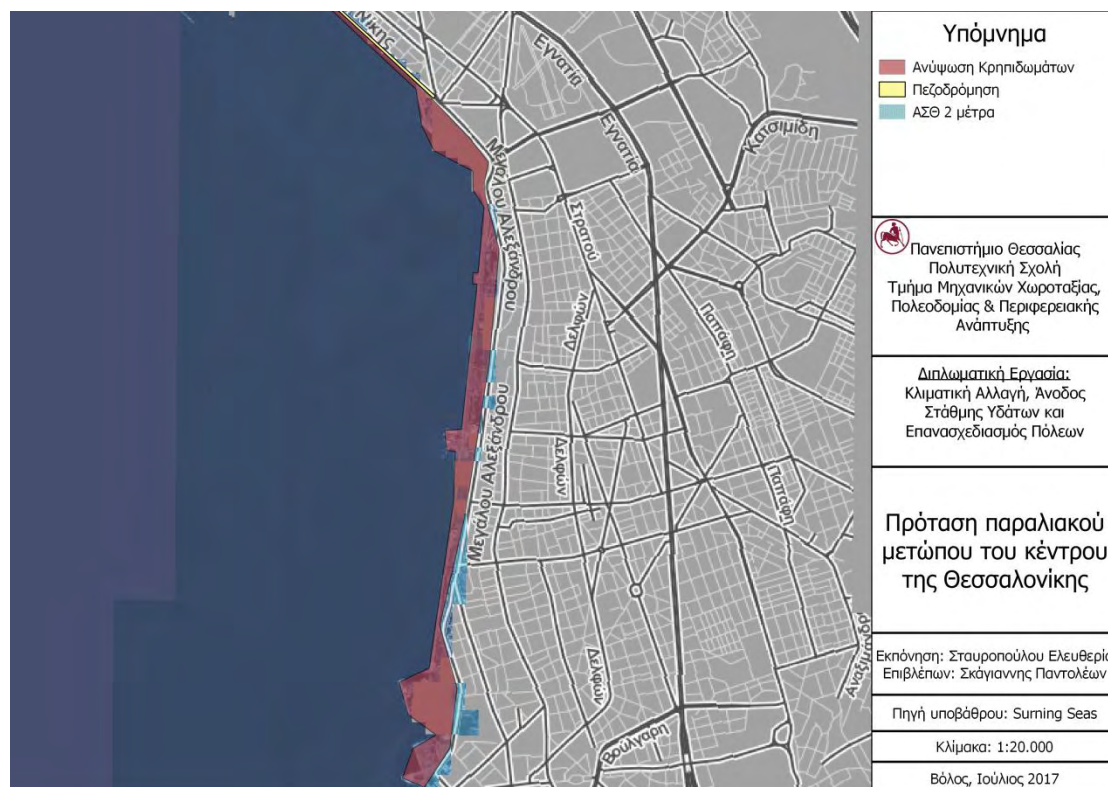 Νίκης
Εγνατία
Εγνατία
Κατσιμίδη
Μεγάλου Αλεξάνδρου
Στρατού
Δελφών
Παπάφη
Μεγάλου Αλεξάνδρου
Δελφών
Παπάφη
Δελφών
Αναξιμάνδρ
Βούλγαρη
Υπόμνημα
Ανύψωση Κρηπιδωμάτων
Πεζοδρόμηση
ΑΣΘ 2 μέτρα
Πανεπιστήμιο Θεσσαλίας
Πολυτεχνική Σχολή
Τμήμα Μηχανικών Χωροταξίας,
Πολεοδομίας & Περιφερειακής
Ανάπτυξης
Διπλωματική Εργασία:
Κλιματική Αλλαγή, Άνοδος
Στάθμης Υδάτων και
Επανασχεδιασμός Πόλεων
Πρόταση παραλιακού
μετώπου του κέντρου
της Θεσσαλονίκης
Εκπόνηση: Σταυροπούλου Ελευθερία
Επιβλέπων: Σκάγιαννης Παντολέων
Πηγή υποβάθρου: Surning Seas
Κλίμακα: 1:20.000
Βόλος, Ιούλιος 2017